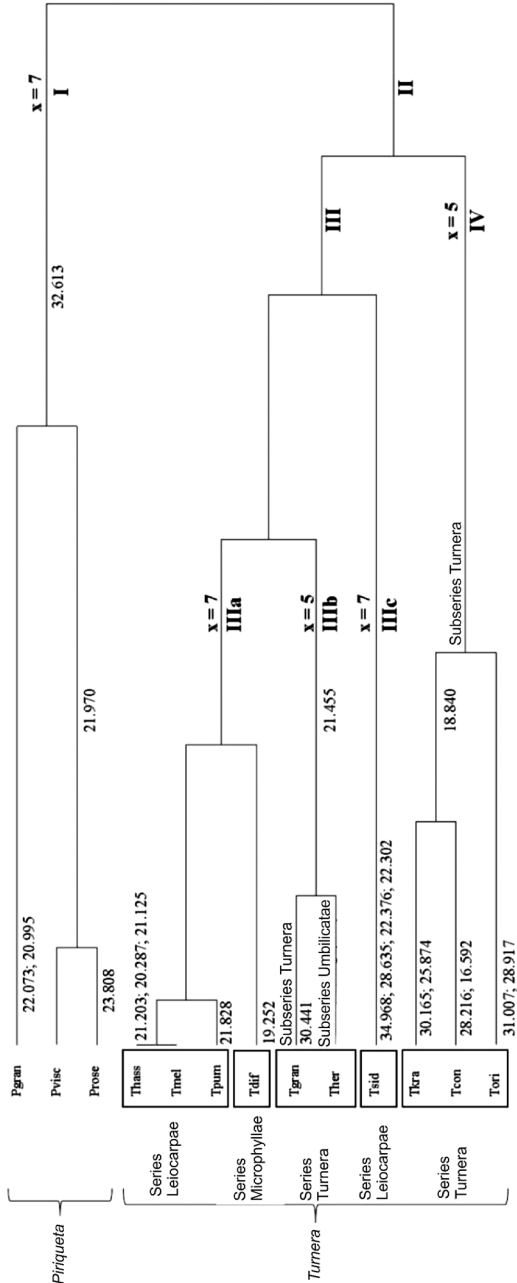 Piriqueta
Pgran
22.073; 20.995
Pvisc
Prose
23.808
21.970
32.613
x = 7
I
II
Turnera
Series
Leiocarpae
Thass
21.203; 20.287; 21.125
Tmel
Tpum
21.828
Series
Microphyllae
Tdif
19.252
x = 7
IIIa
III
Series
Turnera
Subseries Turnera
Tgran
30.441
Subseries Umbilicatae
Ther
21.455
x = 5
IIIb
Series
Leiocarpae
Tsid
34.968; 28.635; 22.376; 22.302
x = 7
IIIc
Series
Turnera
Tkra
30.165; 25.874
Tcon
28.216; 16.592
18.840
Tori
31.007; 28.917
Subseries Turnera
x = 5
IV